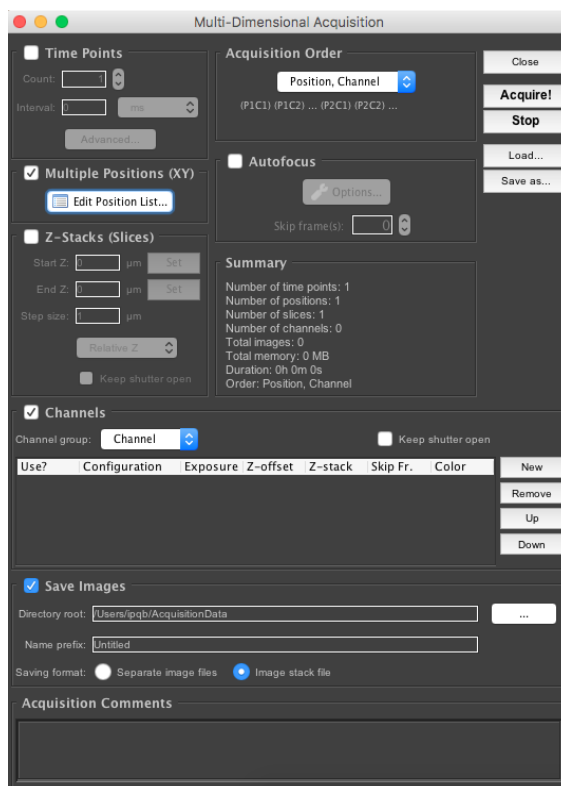 Multi-Dimensional Acquisition
Time Points
Count: 1
Interval: 0 ms
Advanced...
Acquisition Order
Position, Channel
(P1C1) (P1C2) ... (P2C1) (P2C2) ...
Close
Acquire!
Stop
Load...
Save as...
Multiple Positions (XY)
Edit Position List...
Autofocus
Options...
Skip frame(s): 0
Z-Stacks (Slices)
Start Z: 0 µm Set
End Z: 0 µm Set
Step size: 1 µm
Relative Z
Keep shutter open
Summary
Number of time points: 1
Number of positions: 1
Number of slices: 1
Number of channels: 0
Total images: 0
Total memory: 0 MB
Duration: 0h 0m 0s
Order: Position, Channel
Channels
Channel group: Channel Keep shutter open
Use? Configuration Exposure Z-offset Z-stack Skip Fr. Color
New
Remove
Up
Down
Save Images
Directory root: /Users/ipqb/AcquisitionData ...
Name prefix: Untitled
Saving format: Separate image files Image stack file
Acquisition Comments